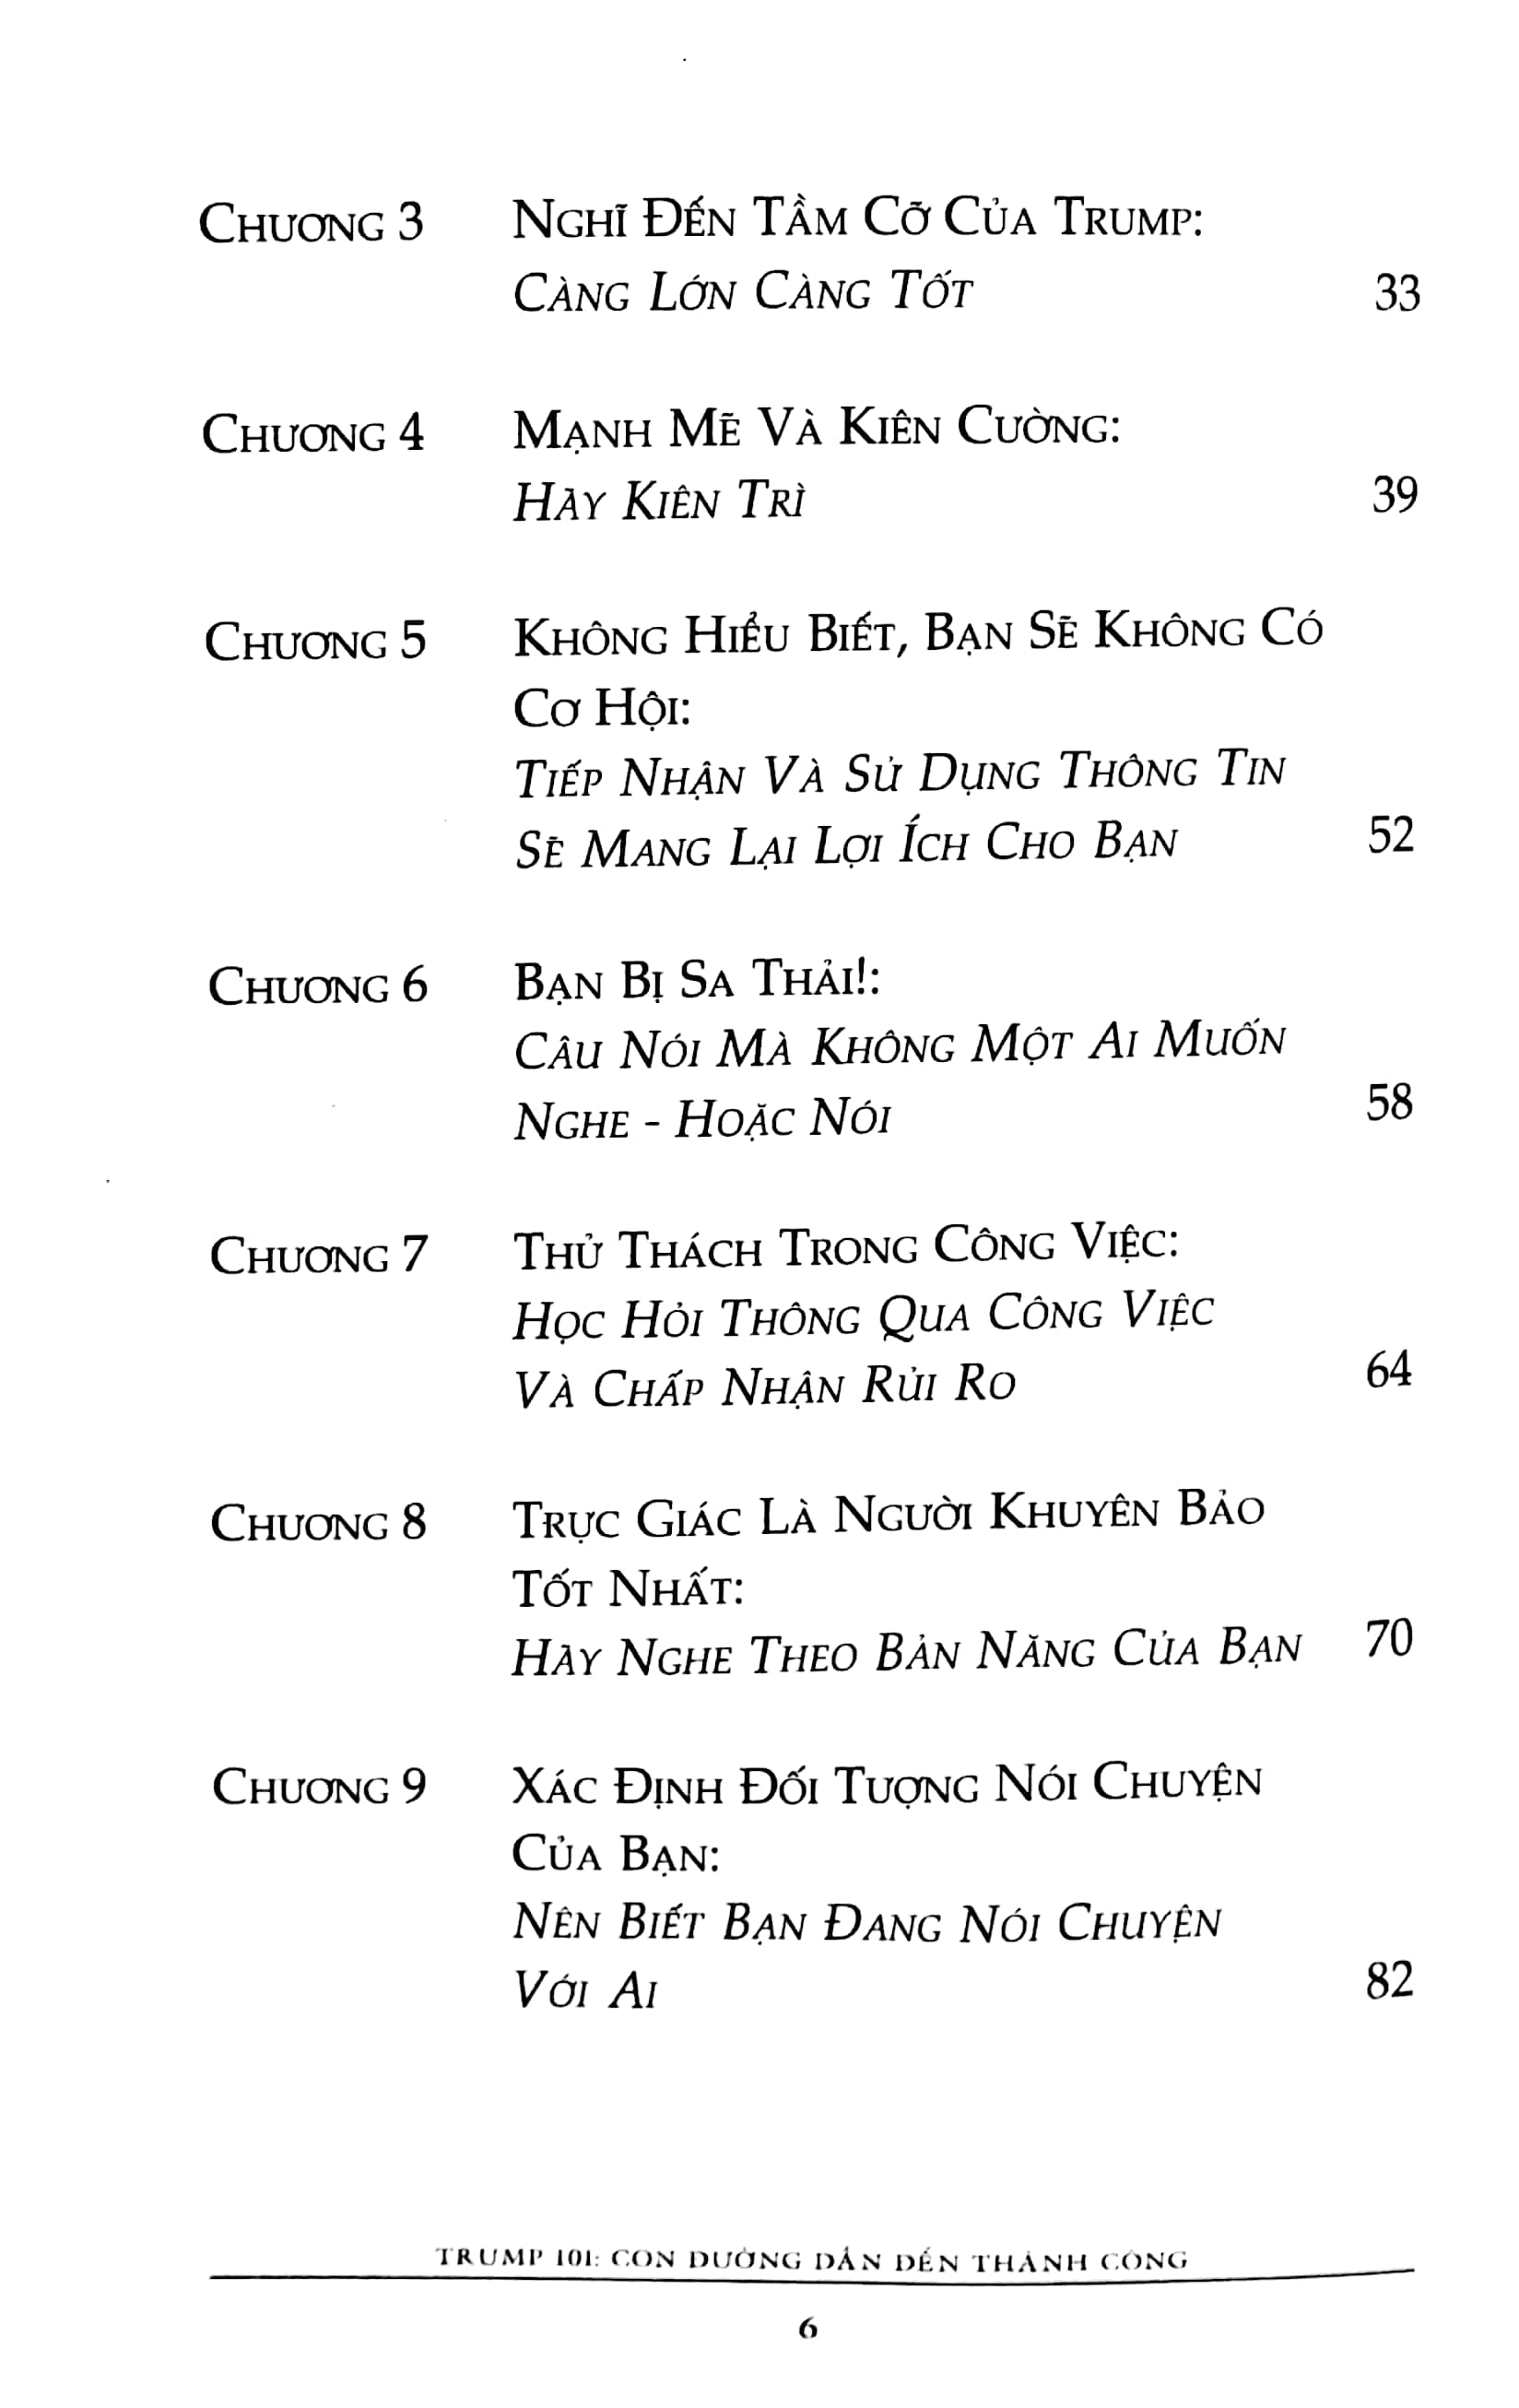 CHƯƠNG 3 NGHĨ ĐẾN TẦM CỠ CỦA TRUMP:
CÀNG LỚN CÀNG TỐT 33
CHƯƠNG 4 MẠNH MẼ VÀ KIÊN CƯỜNG:
HÃY KIÊN TRÌ 39
CHƯƠNG 5 KHÔNG HIỂU BIẾT, BẠN SẼ KHÔNG CÓ
CƠ HỘI:
TIẾP NHẬN VÀ SỬ DỤNG THÔNG TIN
SẼ MANG LẠI LỢI ÍCH CHO BẠN 52
CHƯƠNG 6 BẠN BỊ SA THẢI!:
CÂU NÓI MÀ KHÔNG MỘT AI MUỐN
NGHE - HOẶC NÓI 58
CHƯƠNG 7 THỬ THÁCH TRONG CÔNG VIỆC:
HỌC HỎI THÔNG QUA CÔNG VIỆC
VÀ CHẤP NHẬN RỦI RO 64
CHƯƠNG 8 TRỰC GIÁC LÀ NGƯỜI KHUYÊN BẢO
TỐT NHẤT:
HÃY NGHE THEO BẢN NĂNG CỦA BẠN 70
CHƯƠNG 9 XÁC ĐỊNH ĐỐI TƯỢNG NÓI CHUYỆN
CỦA BẠN:
NÊN BIẾT BẠN ĐANG NÓI CHUYỆN
VỚI AI 82
TRUMP 101: CON ĐƯỜNG DẪN ĐẾN THÀNH CÔNG
6